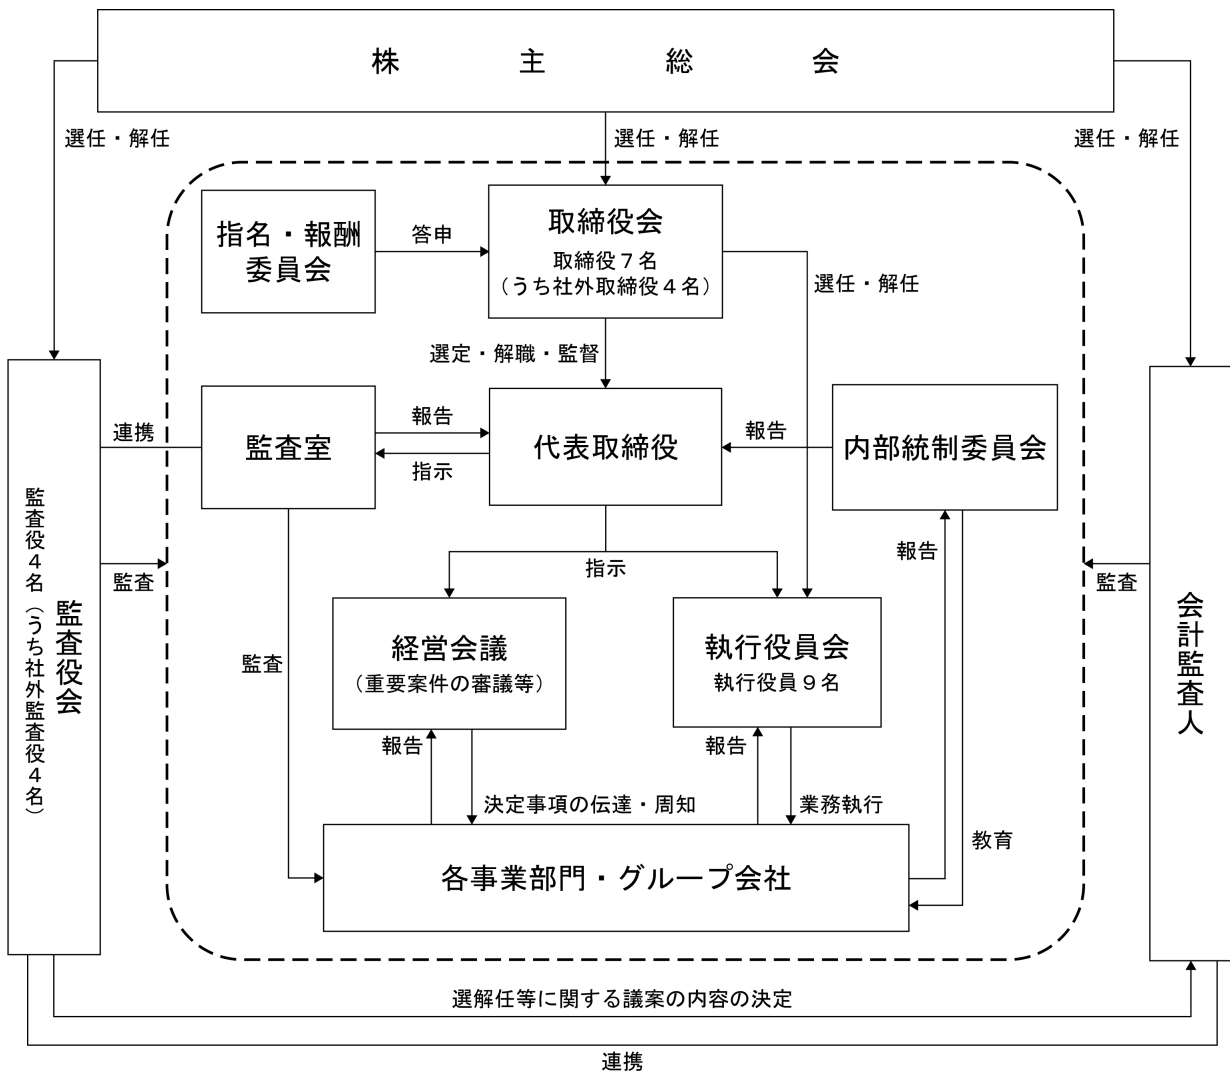 株主総会
選任・解任
選任・解任
選任・解任
指名・報酬
委員会
答申
取締役会
取締役７名
（うち社外取締役４名）
選任・解任
選定・解職・監督
連携
監査室
報告
指示
代表取締役
報告
内部統制委員会
監査役会
監査役４名（うち社外監査役４名）
監査
指示
報告
監査
会計監査人
監査
経営会議
（重要案件の審議等）
執行役員会
執行役員９名
報告
決定事項の伝達・周知
報告
業務執行
教育
各事業部門・グループ会社
選解任等に関する議案の内容の決定
連携